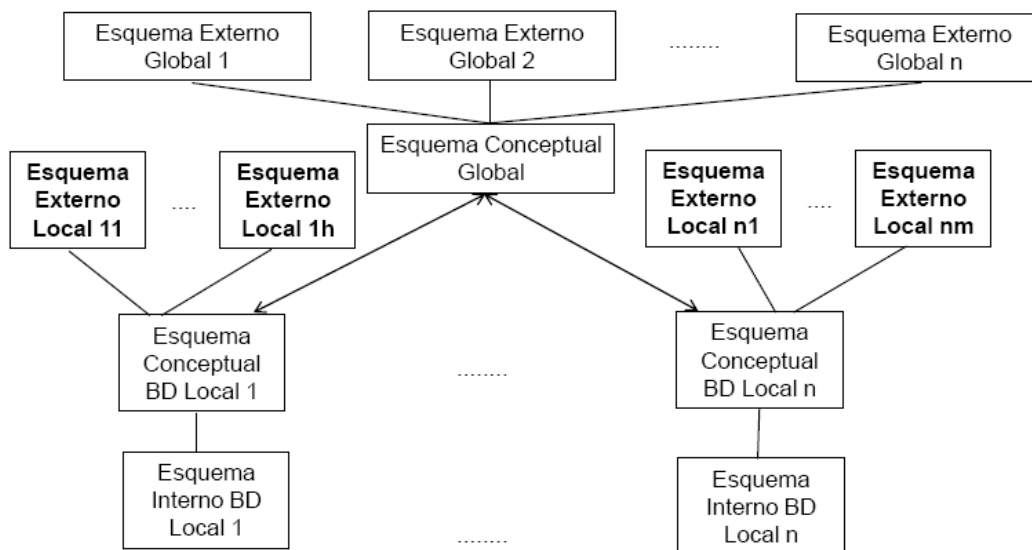 Esquema Externo
Global 1
Esquema Externo
Global 2
........
Esquema Externo
Global n
Esquema Conceptual
Global
Esquema
Externo
Local 11
....
Esquema
Externo
Local 1h
Esquema
Externo
Local n1
....
Esquema
Externo
Local nm
Esquema
Conceptual
BD Local 1
........
Esquema
Conceptual
BD Local n
Esquema
Interno BD
Local 1
........
Esquema
Interno BD
Local n